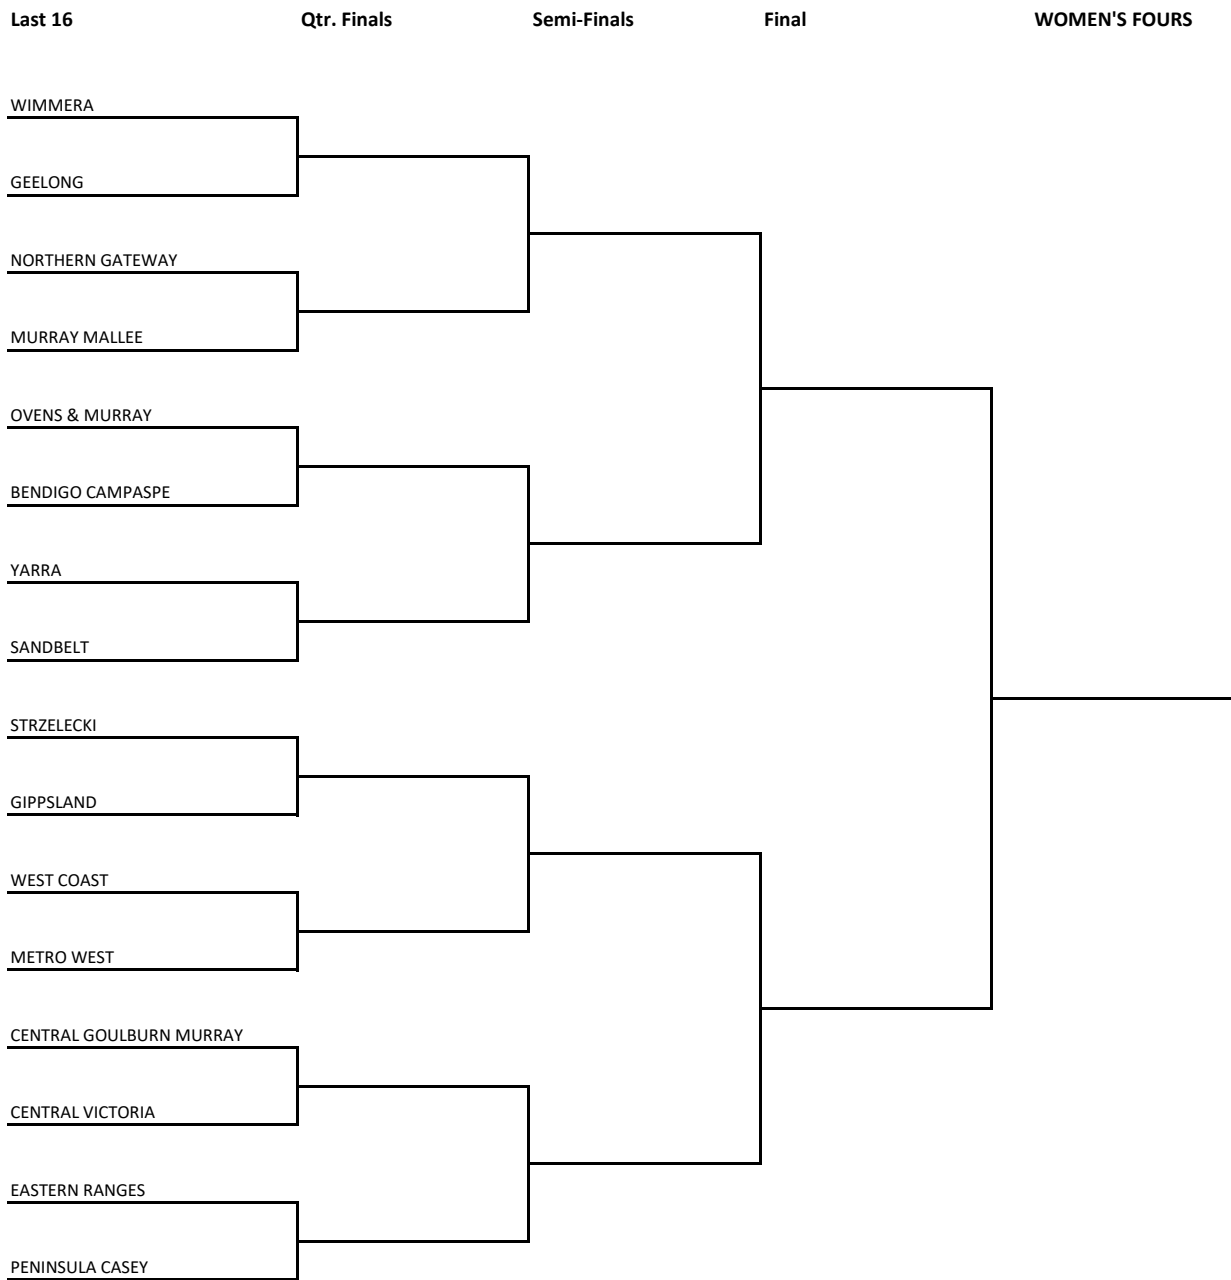 Last 16 Qtr. Finals Semi-Finals Final WOMEN'S FOURS
WIMMERA
GEELONG
NORTHERN GATEWAY
MURRAY MALLEE
OVENS & MURRAY
BENDIGO CAMPASPE
YARRA
SANDBELT
STRZELECKI
GIPPSLAND
WEST COAST
METRO WEST
CENTRAL GOULBURN MURRAY
CENTRAL VICTORIA
EASTERN RANGES
PENINSULA CASEY